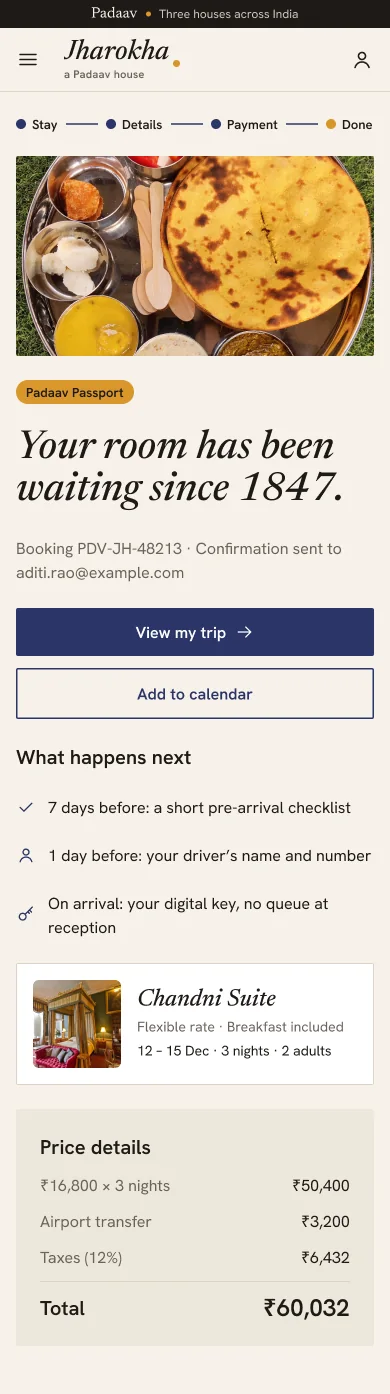 Padaav • Three houses across India
Jharokha
a Padaav house
Stay Details Payment Done
Padaav Passport
Your room has been
waiting since 1847.
Booking PDV-JH-48213 · Confirmation sent to
aditi.rao@example.com
View my trip →
Add to calendar
What happens next
7 days before: a short pre-arrival checklist
1 day before: your driver’s name and number
On arrival: your digital key, no queue at
reception
Chandni Suite
Flexible rate · Breakfast included
12 – 15 Dec · 3 nights · 2 adults
Price details
₹16,800 × 3 nights ₹50,400
Airport transfer ₹3,200
Taxes (12%) ₹6,432
Total ₹60,032